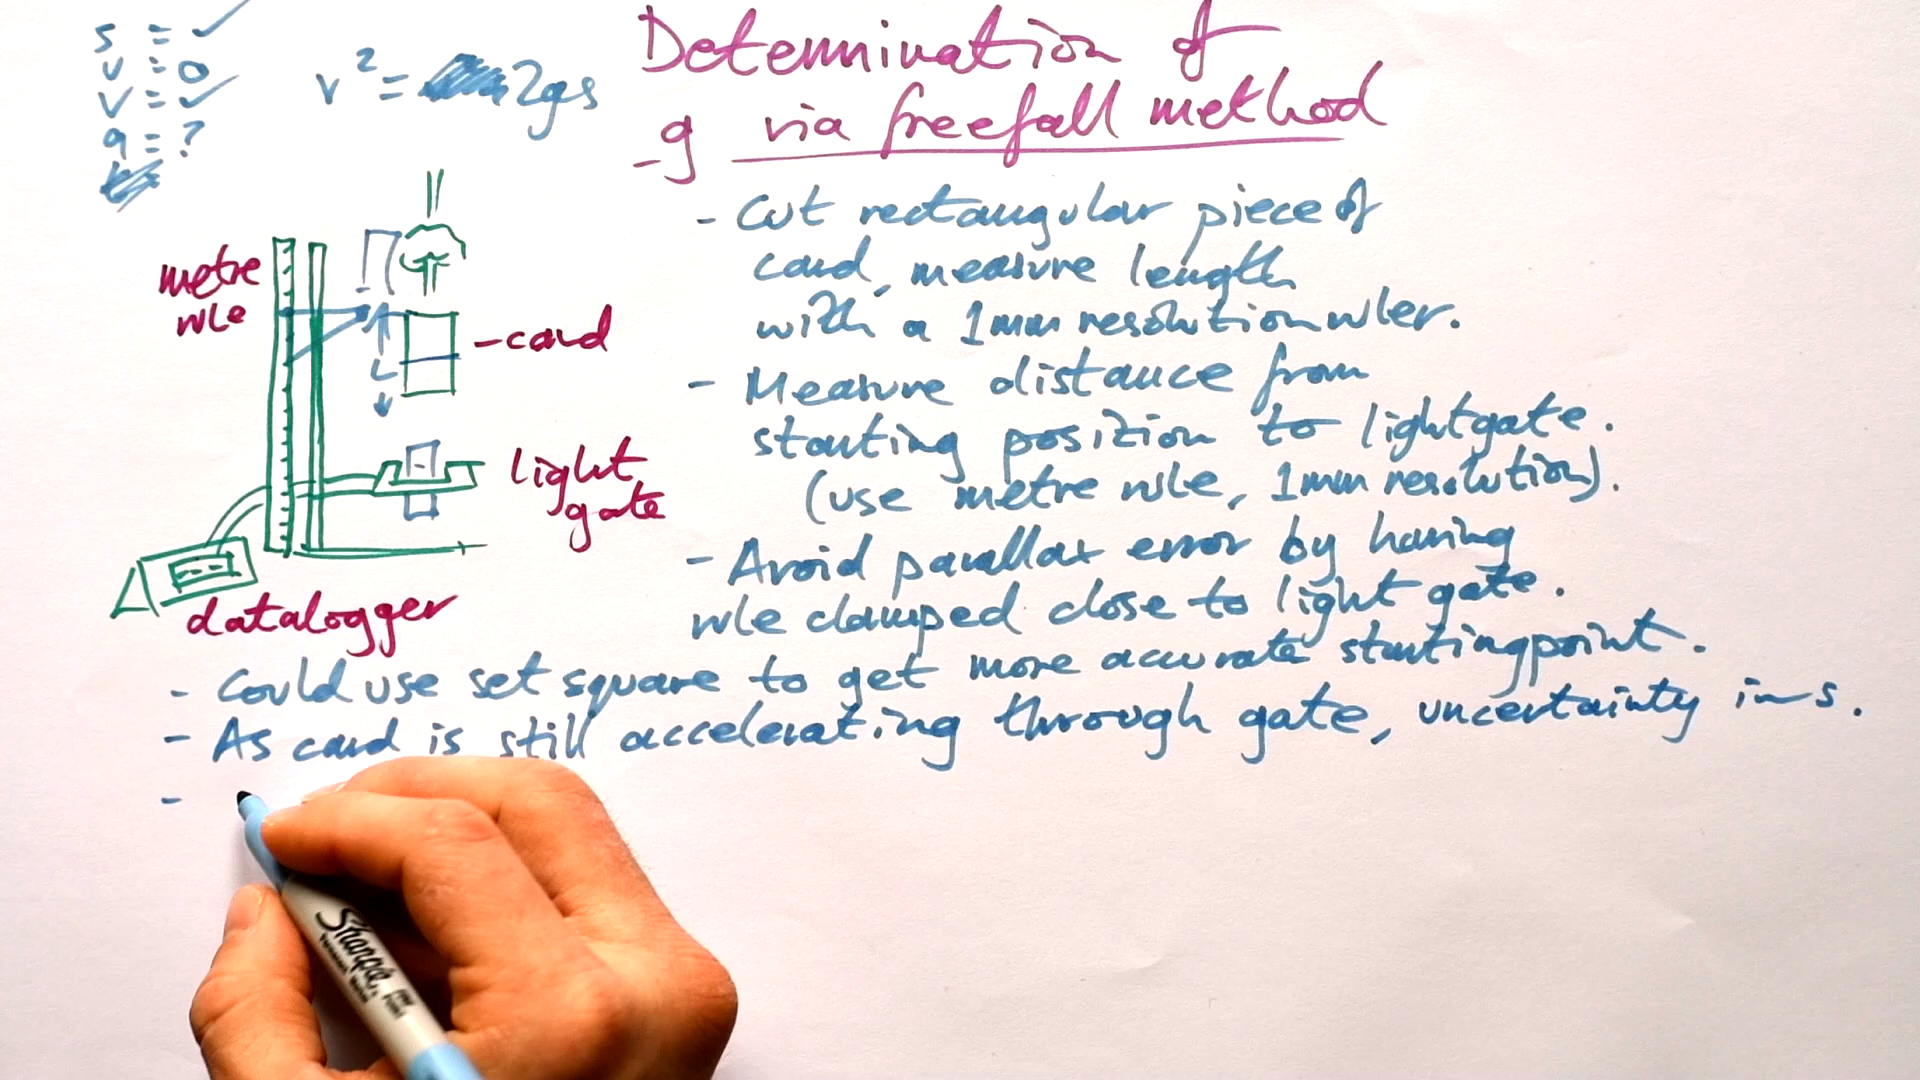 s = ✓
v = 0
v = ✓
a = ?
v² = 2gs
Determination of
g via freefall method
- Cut rectangular piece of
card, measure length
with a 1mm resolution ruler.
- Measure distance from
starting position to lightgate.
(use metre rule, 1mm resolution).
- Avoid parallax error by having
rule clamped close to light gate.
- Could use set square to get more accurate starting point.
- As card is still accelerating through gate, uncertainty in s.
-
metre
rule
L
- card
light
gate
datalogger
Sharpie